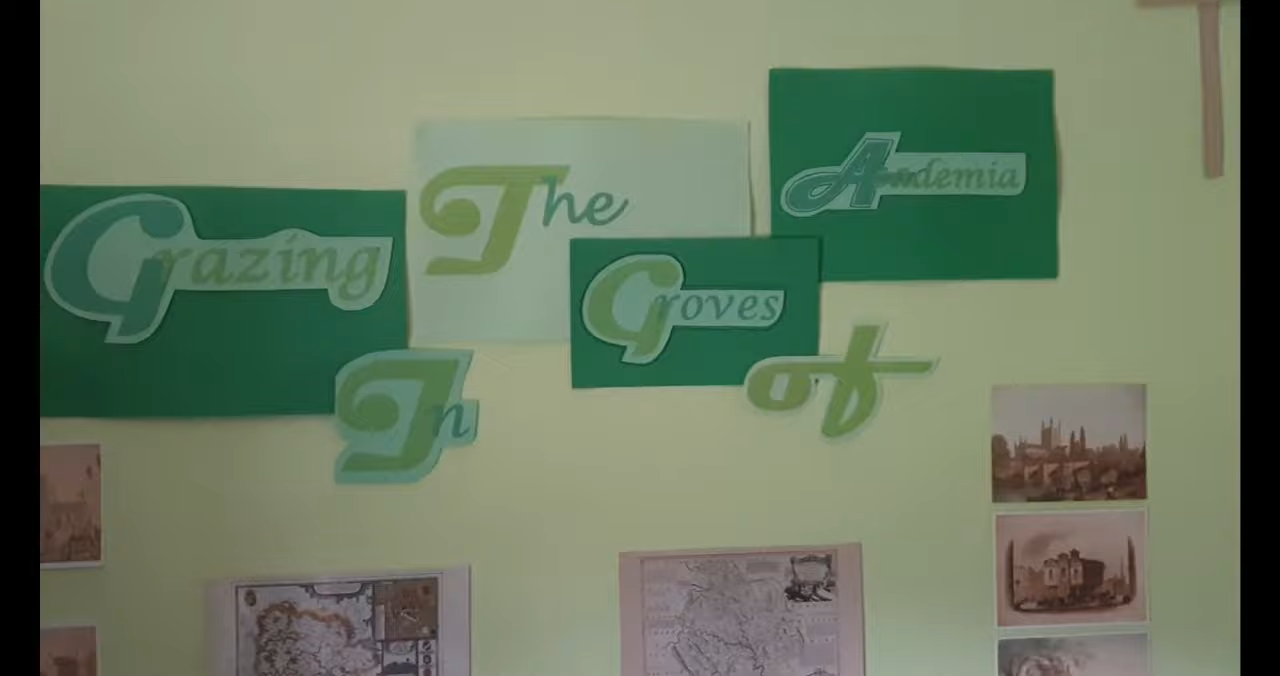 Grazing
In
The
Groves
of
Academia